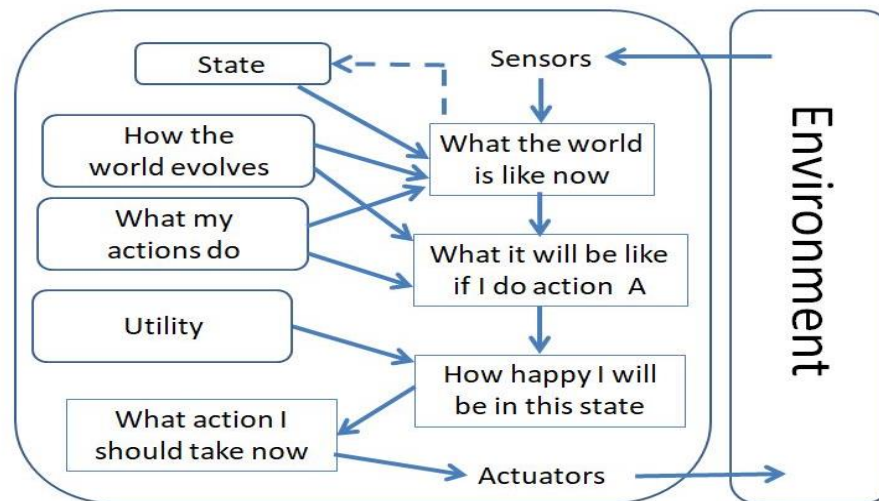 State
Sensors
How the
world evolves
What the world
is like now
What my
actions do
What it will be like
if I do action A
Utility
How happy I will
be in this state
What action I
should take now
Actuators
Environment